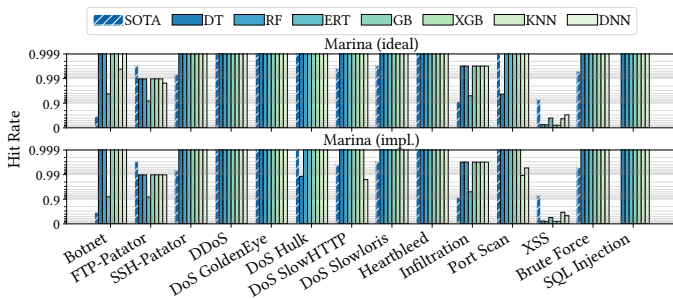 SOTA DT RF ERT GB XGB KNN DNN
Marina (ideal)
0.999
0.99
0.9
0
Hit Rate
Marina (impl.)
0.999
0.99
0.9
0
Botnet
FTP-Patator
SSH-Patator
DDoS
DoS GoldenEye
DoS Hulk
DoS SlowHTTP
DoS Slowloris
Heartbleed
Infiltration
Port Scan
XSS
Brute Force
SQL Injection